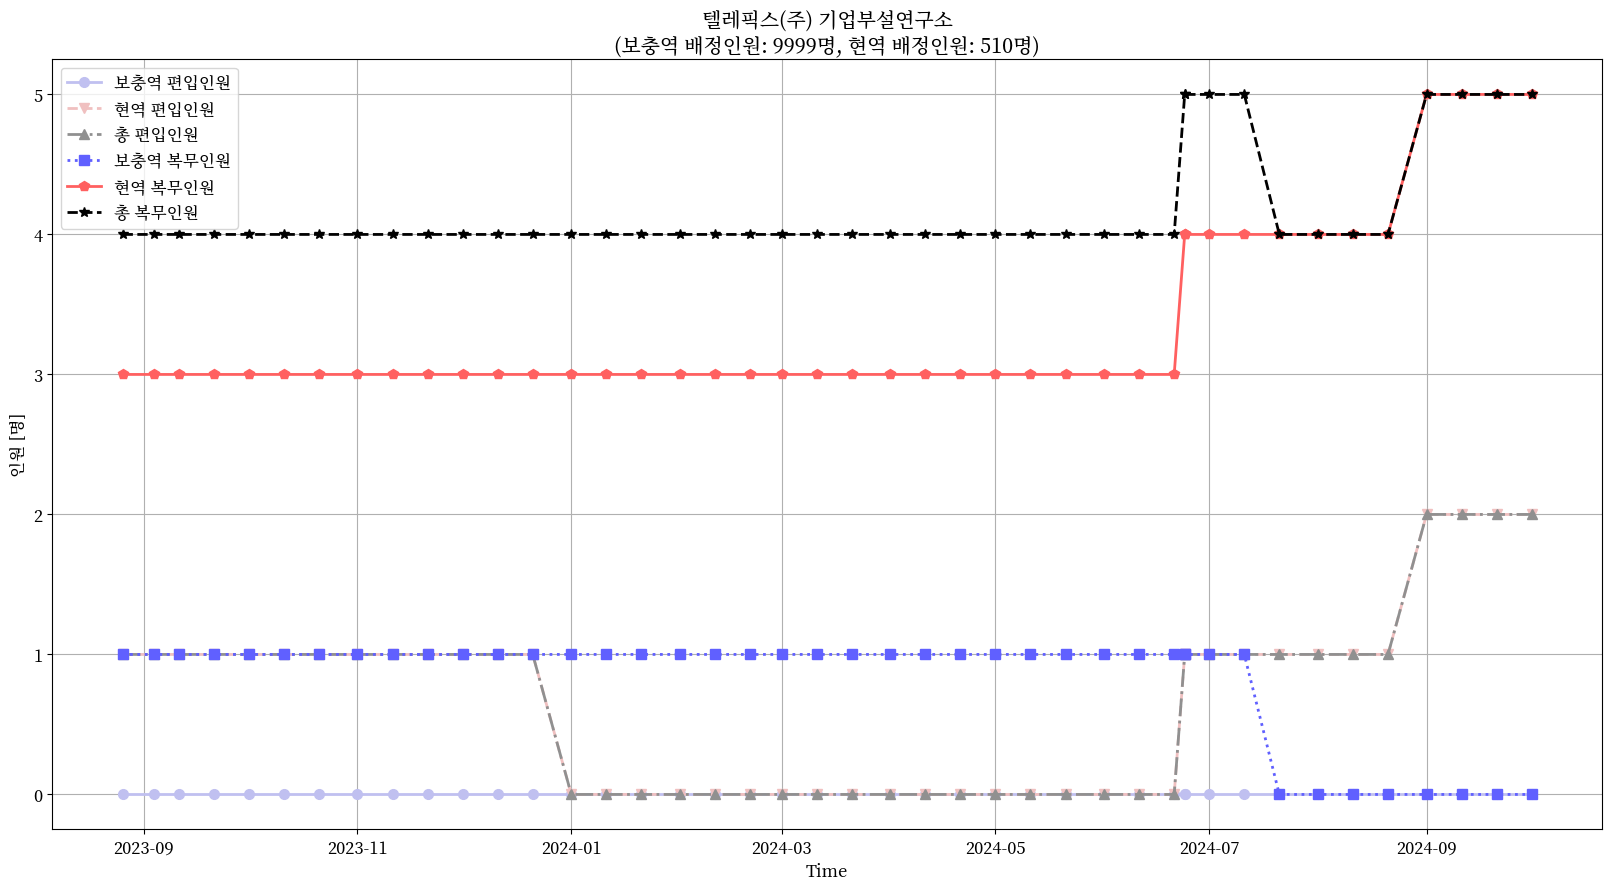 텔레픽스(주) 기업부설연구소
(보충역 배정인원: 9999명, 현역 배정인원: 510명)
보충역 편입인원
현역 편입인원
총 편입인원
보충역 복무인원
현역 복무인원
총 복무인원
5
4
3
2
1
0
인원 [명]
2023-09 2023-11 2024-01 2024-03 2024-05 2024-07 2024-09
Time